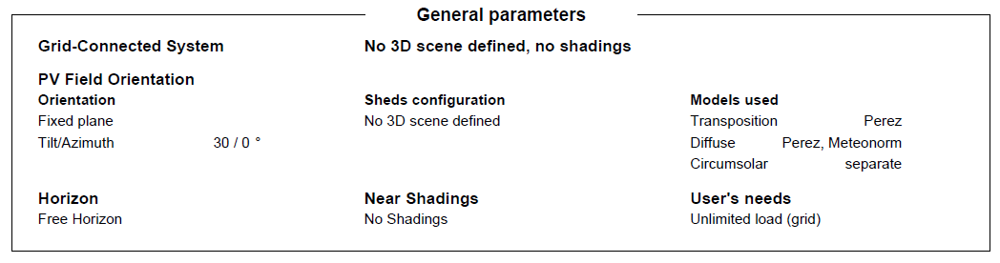 General parameters
Grid-Connected System
No 3D scene defined, no shadings
PV Field Orientation
Orientation
Fixed plane
Tilt/Azimuth 30 / 0 °
Sheds configuration
No 3D scene defined
Models used
Transposition Perez
Diffuse Perez, Meteonorm
Circumsolar separate
Horizon
Free Horizon
Near Shadings
No Shadings
User's needs
Unlimited load (grid)